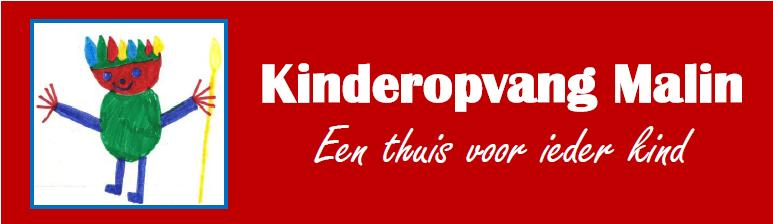 Kinderopvang Malin
Een thuis voor ieder kind